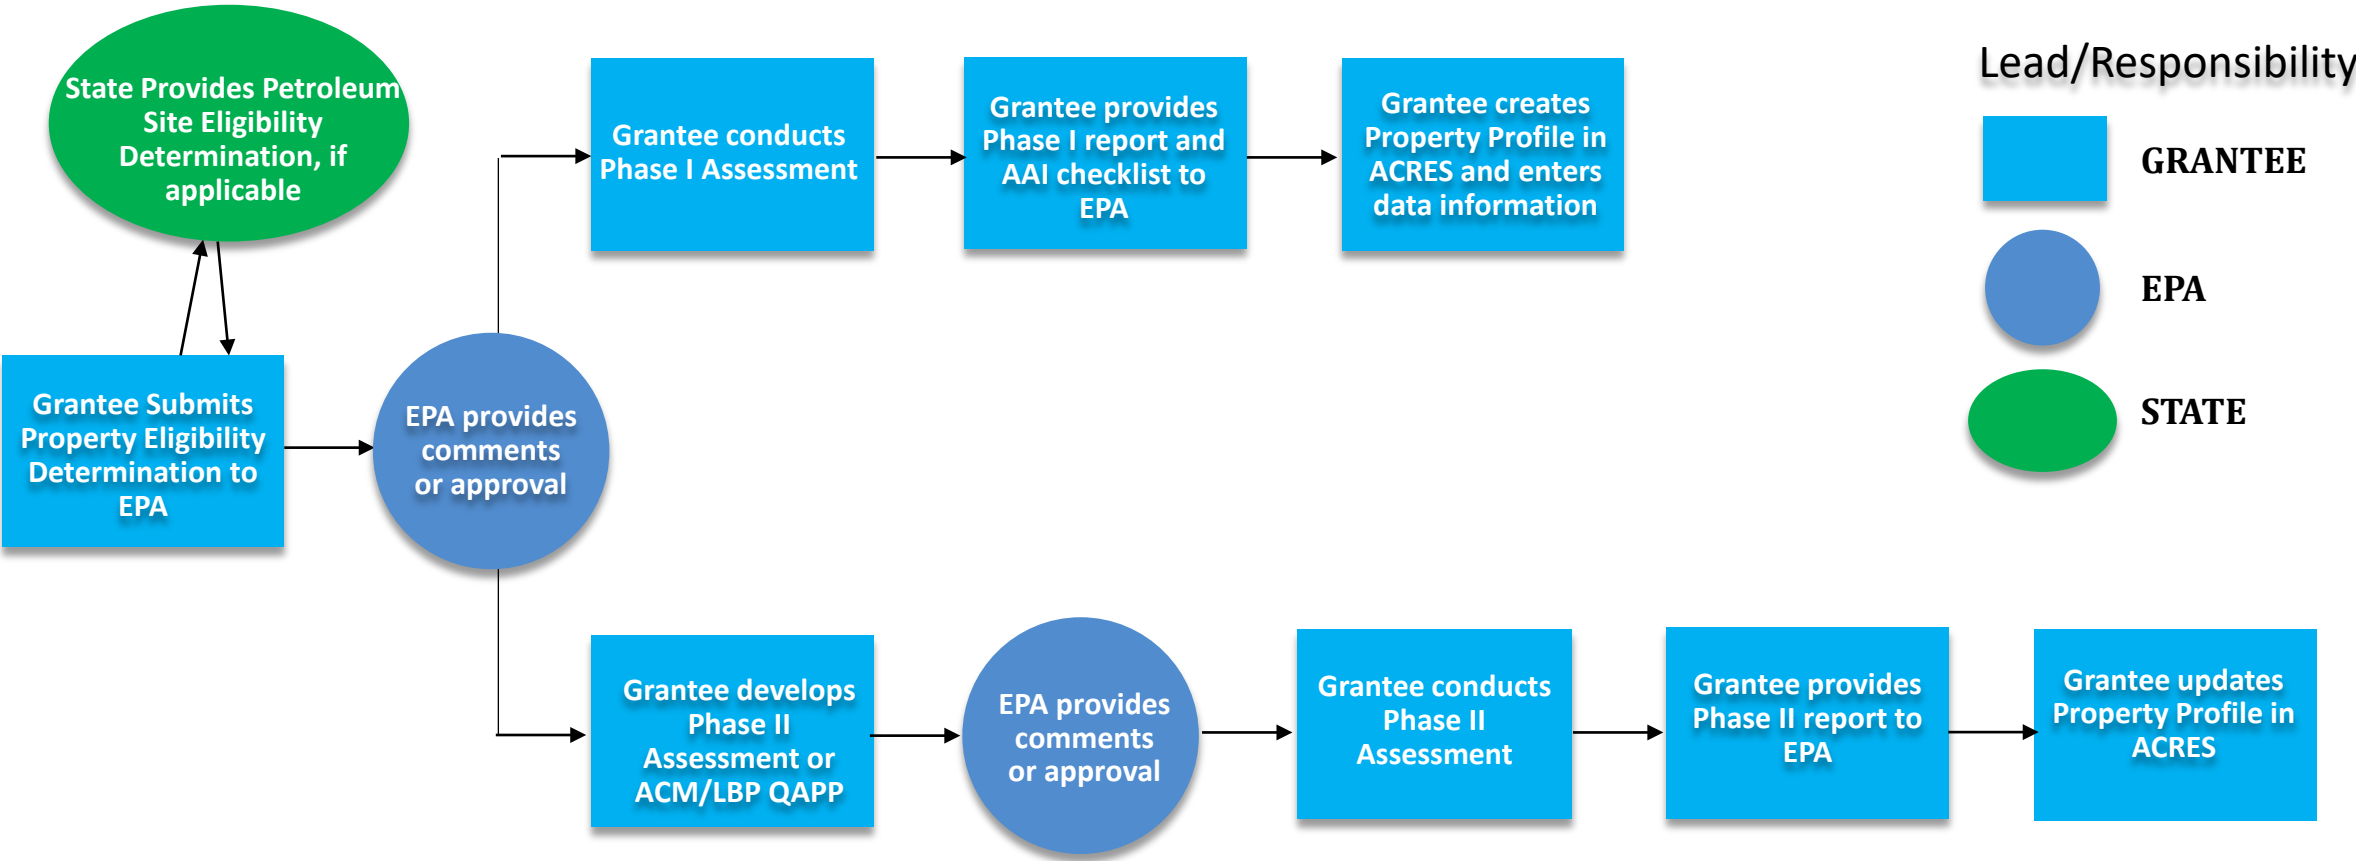 State Provides Petroleum
Site Eligibility
Determination, if
applicable
Grantee conducts
Phase I Assessment
Grantee provides
Phase I report and
AAI checklist to
EPA
Grantee creates
Property Profile in
ACRES and enters
data information
Lead/Responsibility
GRANTEE
EPA
STATE
Grantee Submits
Property Eligibility
Determination to
EPA
EPA provides
comments
or approval
Grantee develops
Phase II
Assessment or
ACM/LBP QAPP
EPA provides
comments
or approval
Grantee conducts
Phase II
Assessment
Grantee provides
Phase II report to
EPA
Grantee updates
Property Profile in
ACRES